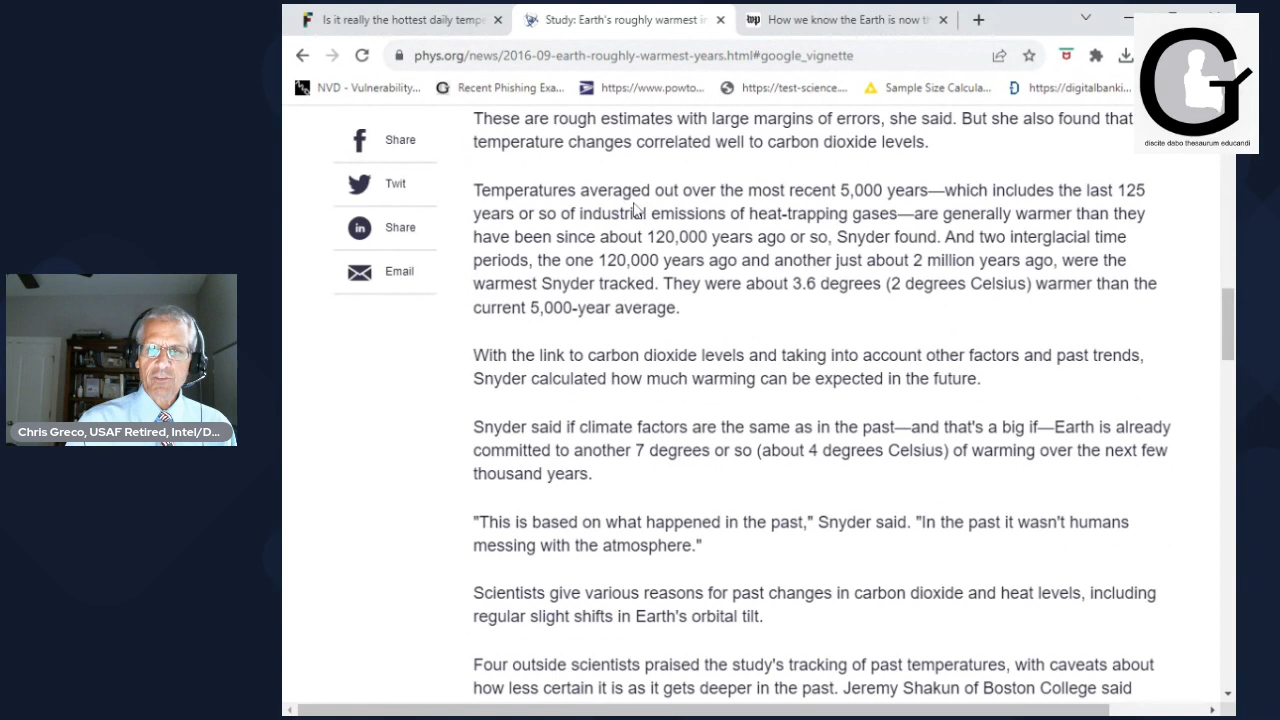 Is it really the hottest daily tempe
Study: Earth's roughly warmest in
How we know the Earth is now th
phys.org/news/2016-09-earth-roughly-warmest-years.html#google_vignette
NVD - Vulnerability...
Recent Phishing Exa...
https://www.powto...
https://test-science....
Sample Size Calcula...
https://digitalbanki...
G
discite dabo thesaurum educandi
Share
Twit
in
Share
Email
These are rough estimates with large margins of errors, she said. But she also found that
temperature changes correlated well to carbon dioxide levels.
Temperatures averaged out over the most recent 5,000 years—which includes the last 125
years or so of industrial emissions of heat-trapping gases—are generally warmer than they
have been since about 120,000 years ago or so, Snyder found. And two interglacial time
periods, the one 120,000 years ago and another just about 2 million years ago, were the
warmest Snyder tracked. They were about 3.6 degrees (2 degrees Celsius) warmer than the
current 5,000-year average.
With the link to carbon dioxide levels and taking into account other factors and past trends,
Snyder calculated how much warming can be expected in the future.
Snyder said if climate factors are the same as in the past—and that's a big if—Earth is already
committed to another 7 degrees or so (about 4 degrees Celsius) of warming over the next few
thousand years.
"This is based on what happened in the past," Snyder said. "In the past it wasn't humans
messing with the atmosphere."
Scientists give various reasons for past changes in carbon dioxide and heat levels, including
regular slight shifts in Earth's orbital tilt.
Four outside scientists praised the study's tracking of past temperatures, with caveats about
how less certain it is as it gets deeper in the past. Jeremy Shakun of Boston College said
Chris Greco, USAF Retired, Intel/D...